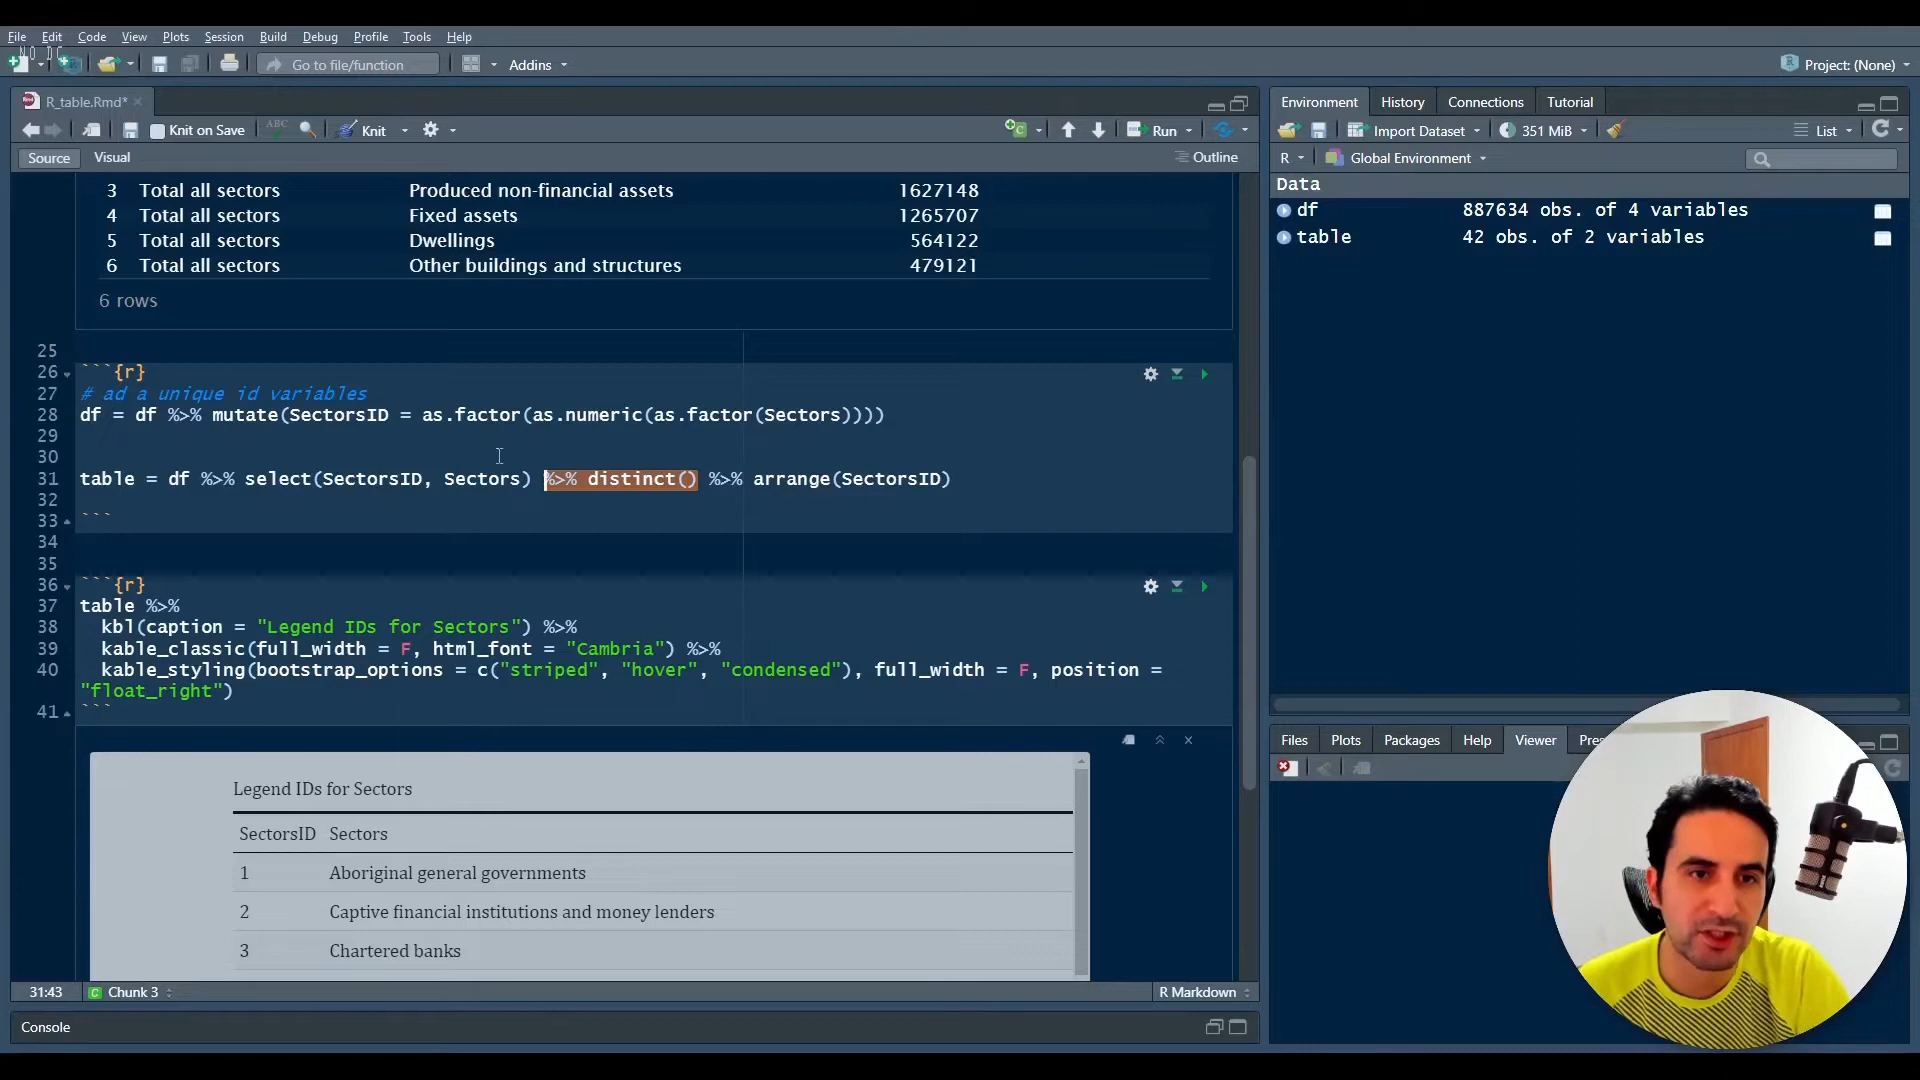 File Edit Code View Plots Session Build Debug Profile Tools Help
Go to file/function Addins Project: (None)
R_table.Rmd*
Knit on Save ABC Knit Run
Source Visual Outline
3 Total all sectors Produced non-financial assets 1627148
4 Total all sectors Fixed assets 1265707
5 Total all sectors Dwellings 564122
6 Total all sectors Other buildings and structures 479121
6 rows
25
26 ```{r}
27 # ad a unique id variables
28 df = df %>% mutate(SectorsID = as.factor(as.numeric(as.factor(Sectors))))
29
30
31 table = df %>% select(SectorsID, Sectors) %>% distinct() %>% arrange(SectorsID)
32
33 ```
34
35
36 ```{r}
37 table %>%
38 kbl(caption = "Legend IDs for Sectors") %>%
39 kable_classic(full_width = F, html_font = "Cambria") %>%
40 kable_styling(bootstrap_options = c("striped", "hover", "condensed"), full_width = F, position =
"float_right")
41 ```
Legend IDs for Sectors
SectorsID Sectors
1 Aboriginal general governments
2 Captive financial institutions and money lenders
3 Chartered banks
31:43 Chunk 3 R Markdown
Console
Environment History Connections Tutorial
Import Dataset 351 MiB List
R Global Environment
Data
df 887634 obs. of 4 variables
table 42 obs. of 2 variables
Files Plots Packages Help Viewer